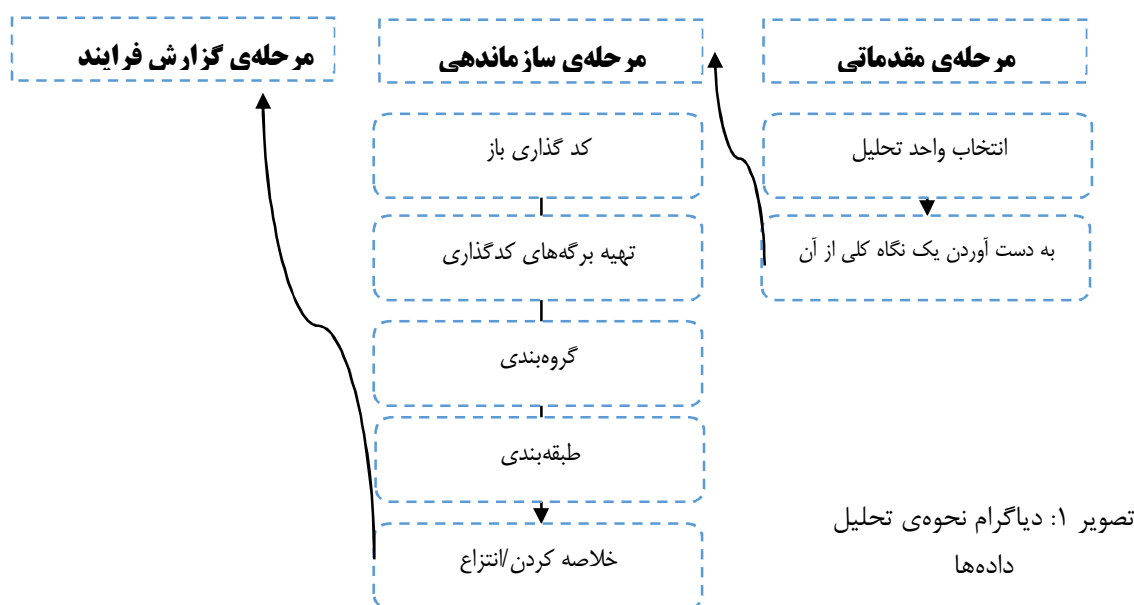 مرحله‌ی مقدماتی
انتخاب واحد تحلیل
به دست آوردن یک نگاه کلی از آن
مرحله‌ی سازماندهی
کد گذاری باز
تهیه برگه‌های کدگذاری
گروه‌بندی
طبقه‌بندی
خلاصه کردن/انتزاع
مرحله‌ی گزارش فرایند
تصویر ۱: دیاگرام نحوه‌ی تحلیل
داده‌ها